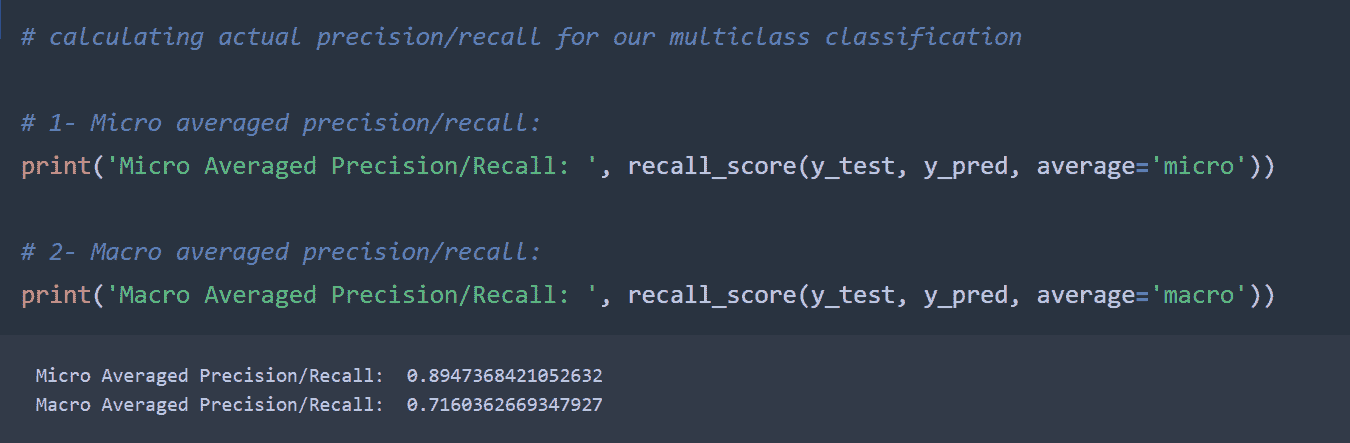 # calculating actual precision/recall for our multiclass classification
# 1- Micro averaged precision/recall:
print('Micro Averaged Precision/Recall: ', recall_score(y_test, y_pred, average='micro'))
# 2- Macro averaged precision/recall:
print('Macro Averaged Precision/Recall: ', recall_score(y_test, y_pred, average='macro'))
Micro Averaged Precision/Recall:  0.8947368421052632
Macro Averaged Precision/Recall:  0.7160362669347927